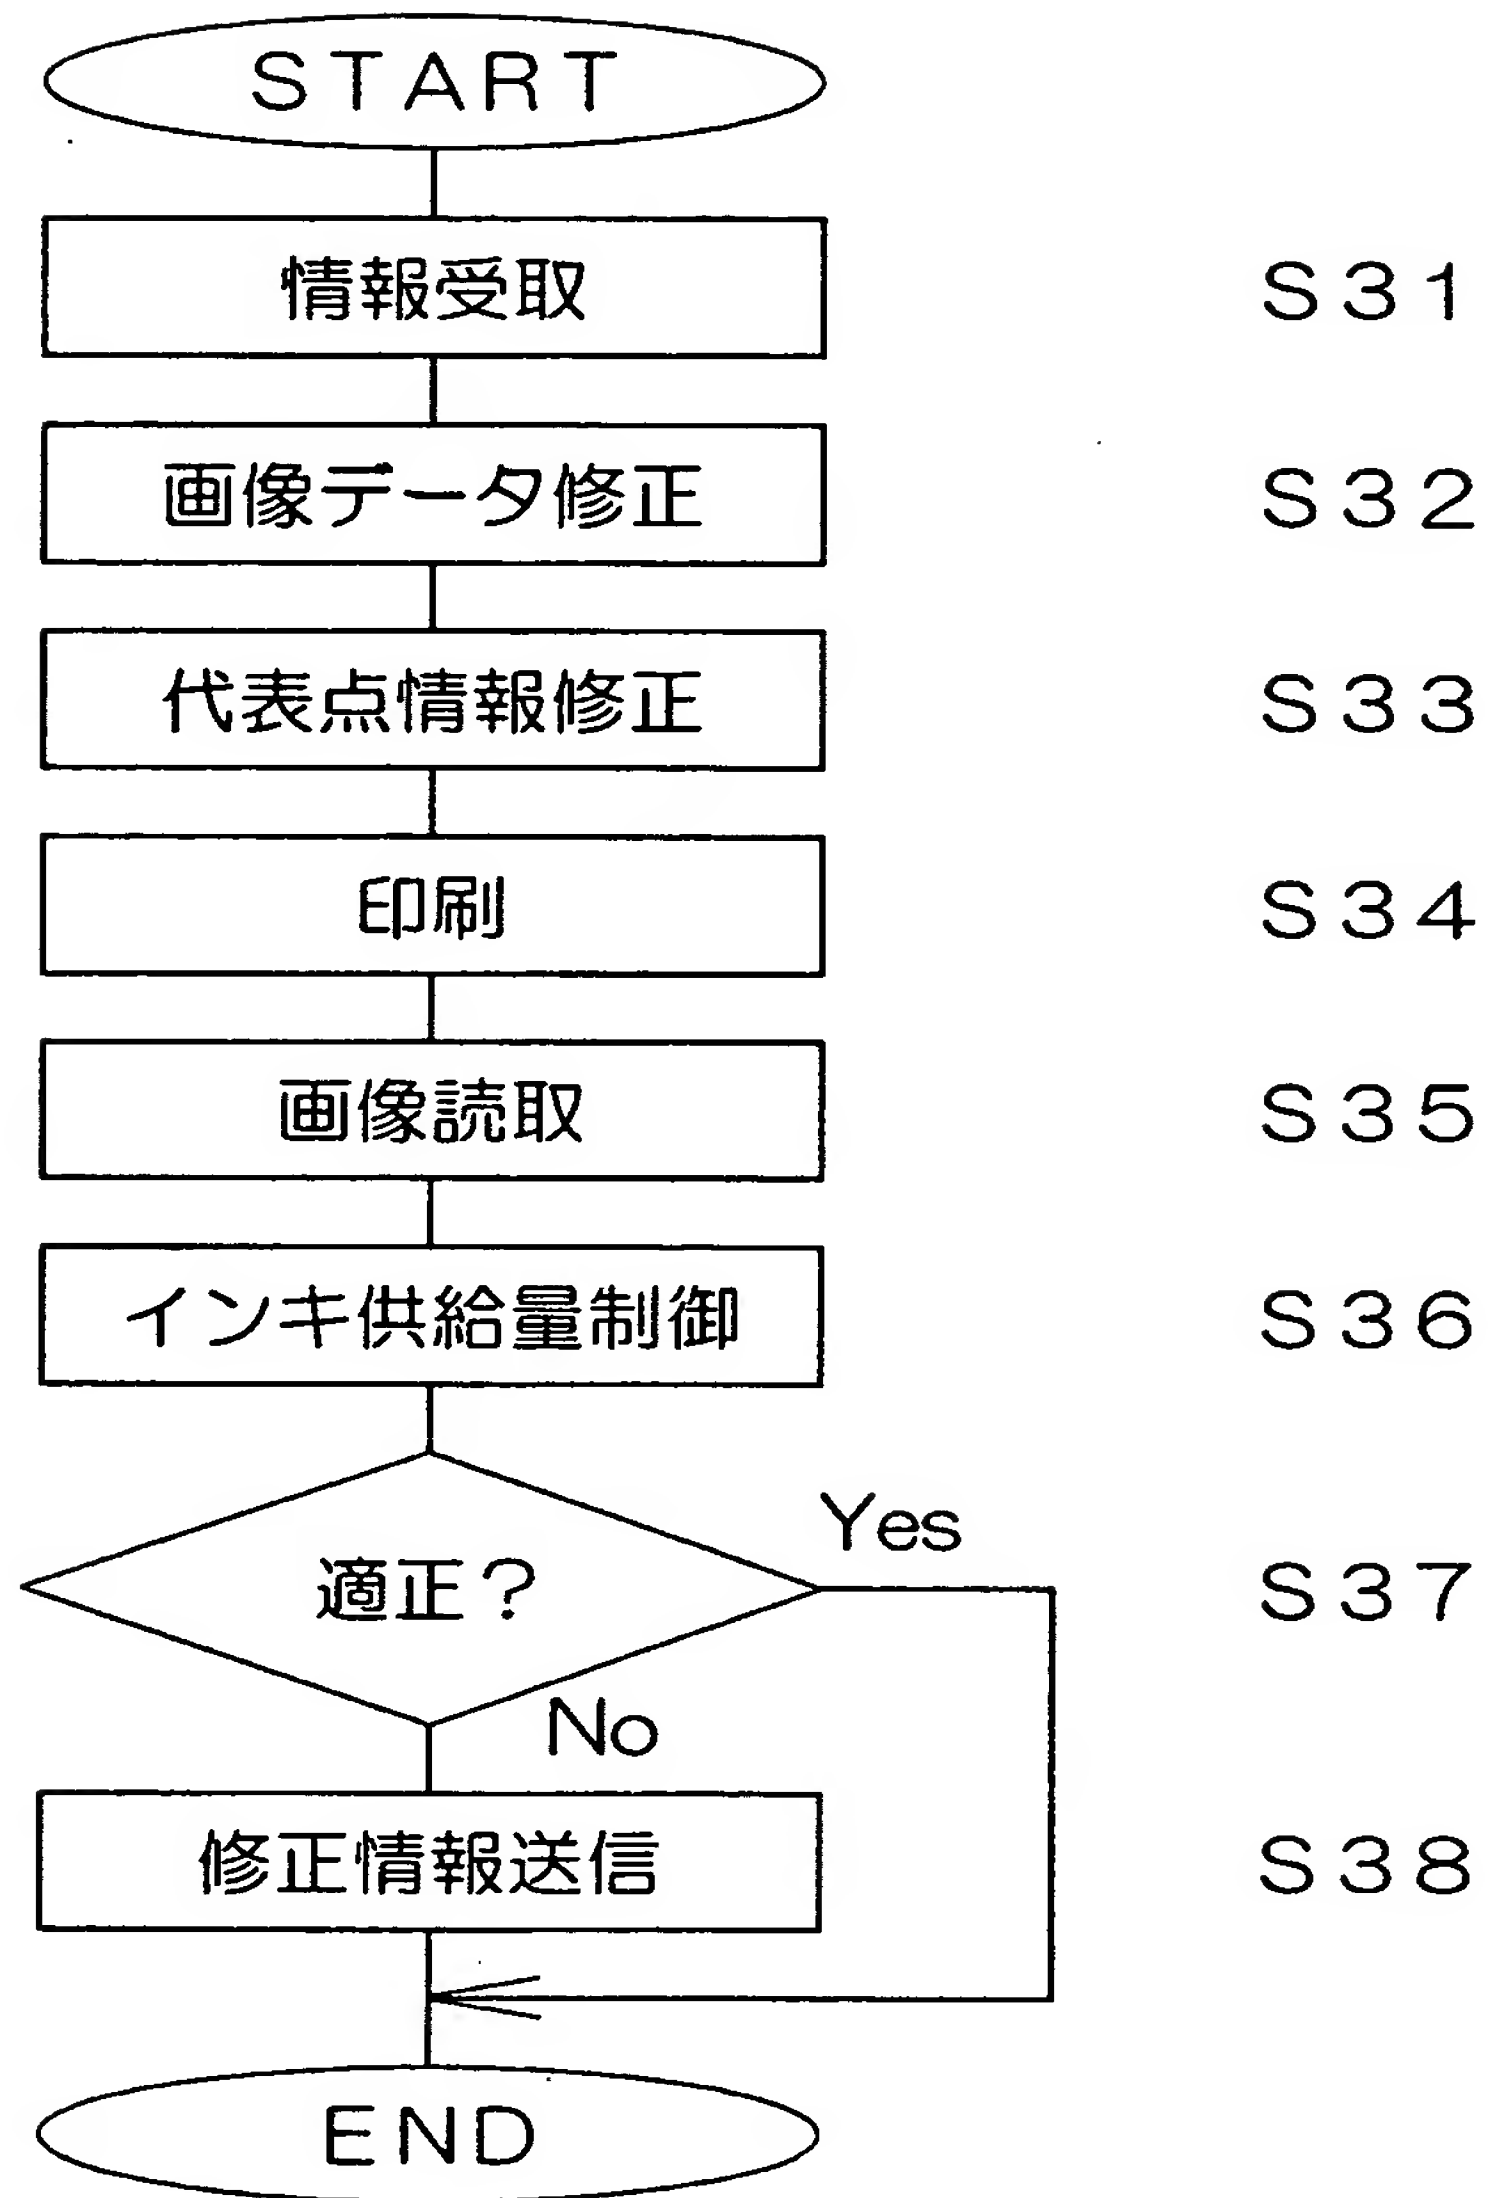 START
情報受取 S31
画像データ修正 S32
代表点情報修正 S33
印刷 S34
画像読取 S35
インキ供給量制御 S36
Yes
適正? S37
No
修正情報送信 S38
END